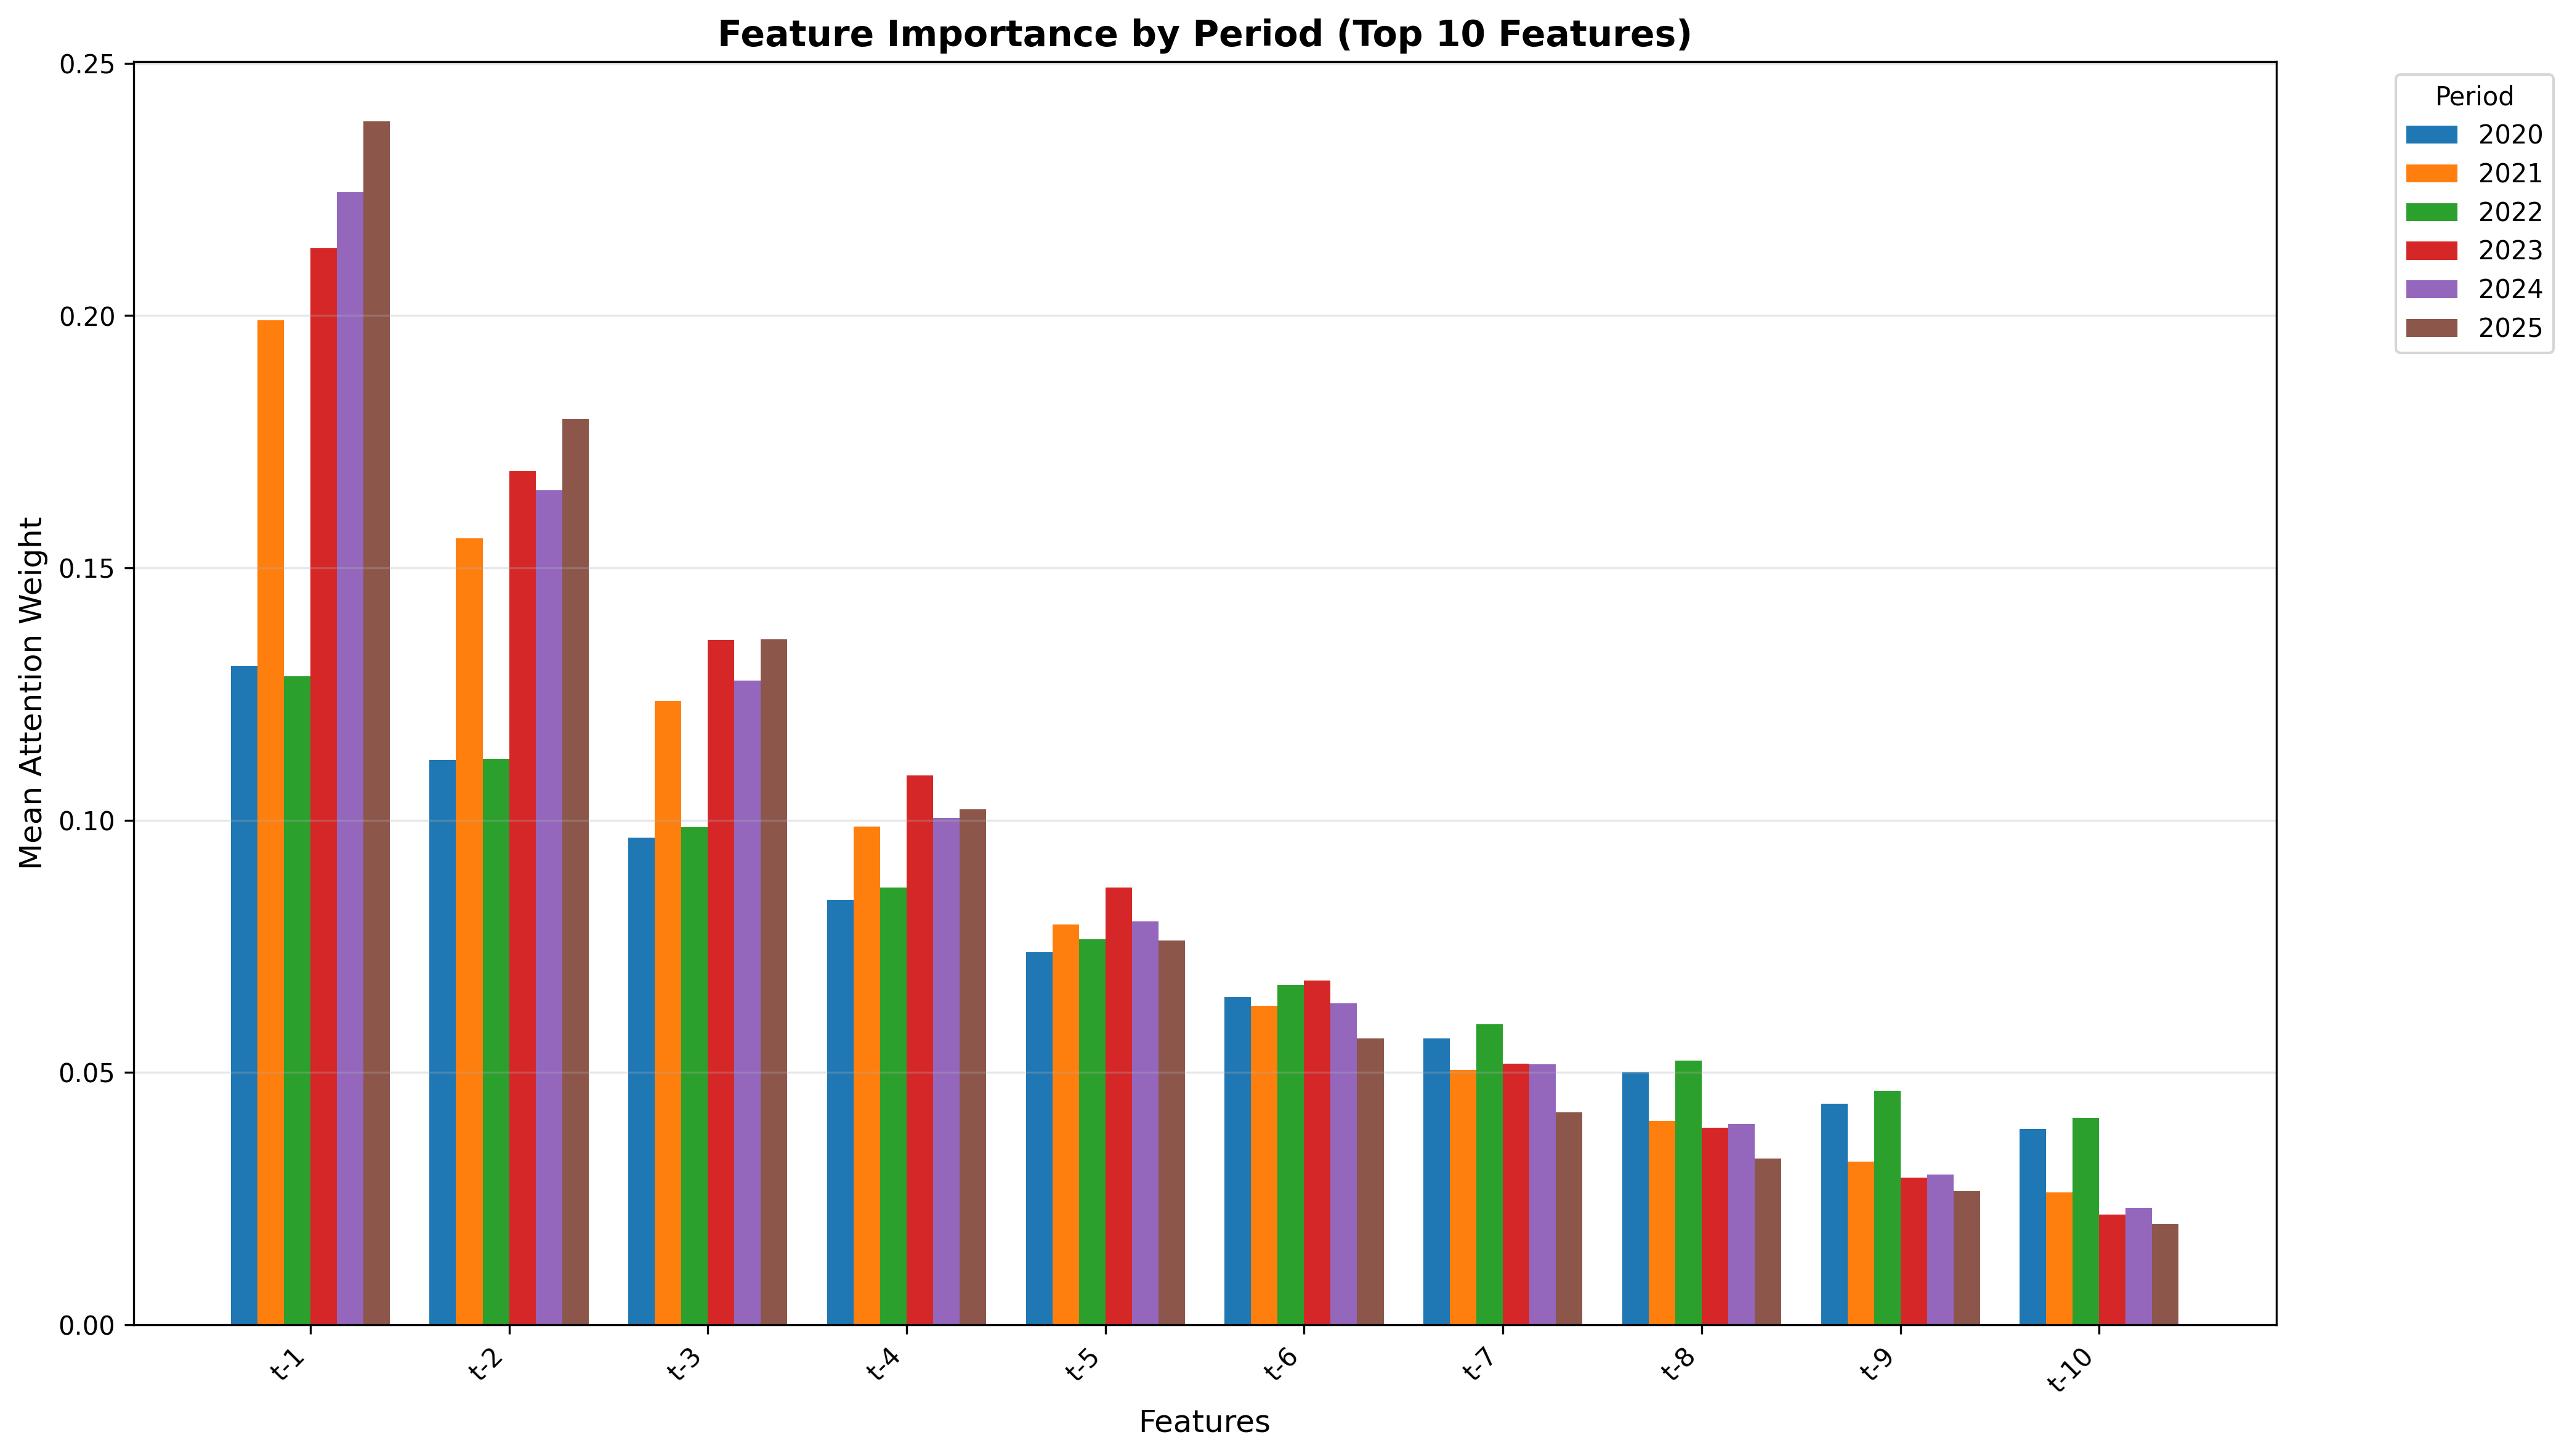 Feature Importance by Period (Top 10 Features)
Mean Attention Weight
0.25
0.20
0.15
0.10
0.05
0.00
t-1
t-2
t-3
t-4
t-5
t-6
t-7
t-8
t-9
t-10
Features
Period
2020
2021
2022
2023
2024
2025